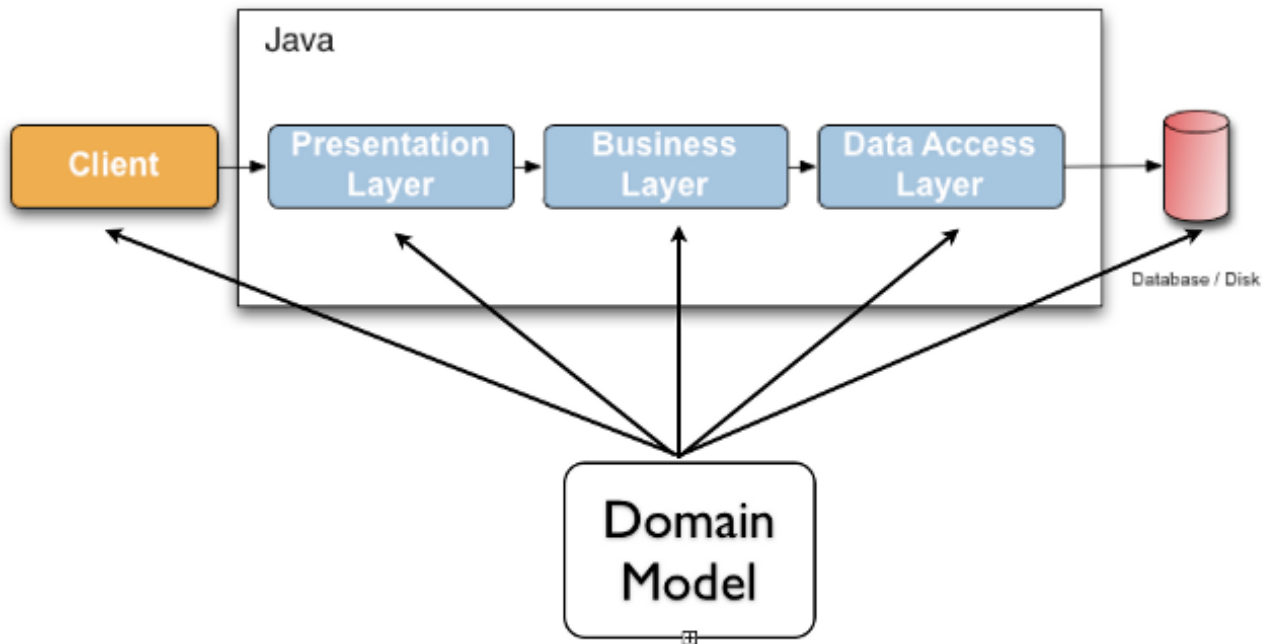 Java
Client
Presentation
Layer
Business
Layer
Data Access
Layer
Database / Disk
Domain
Model